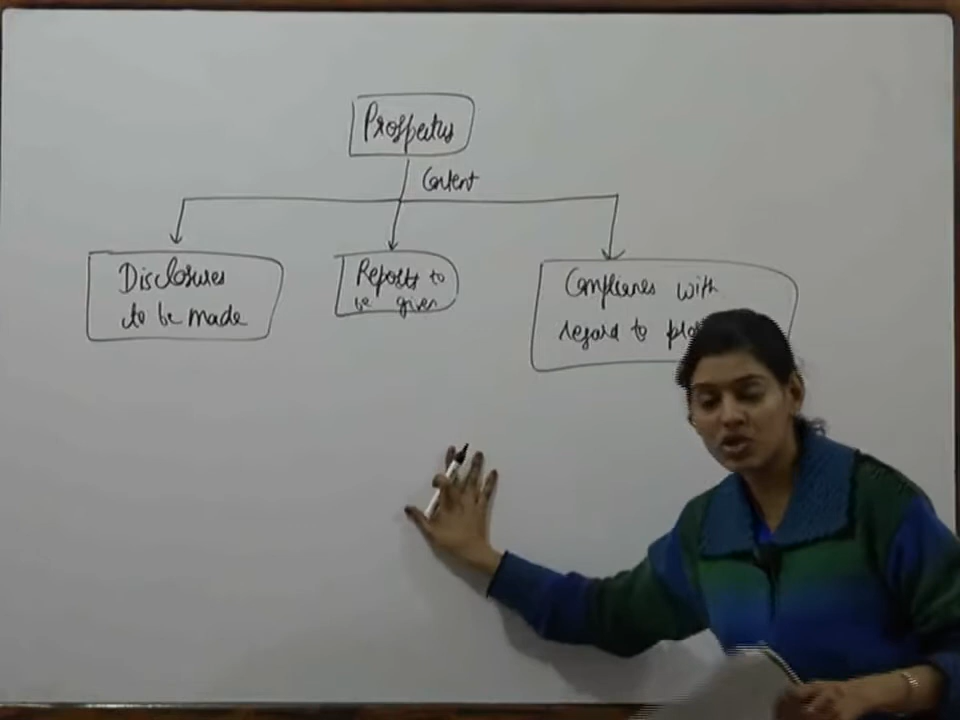 Prospectus
Content
Disclosures
to be made
Reports to
be given
Compliances with
regard to